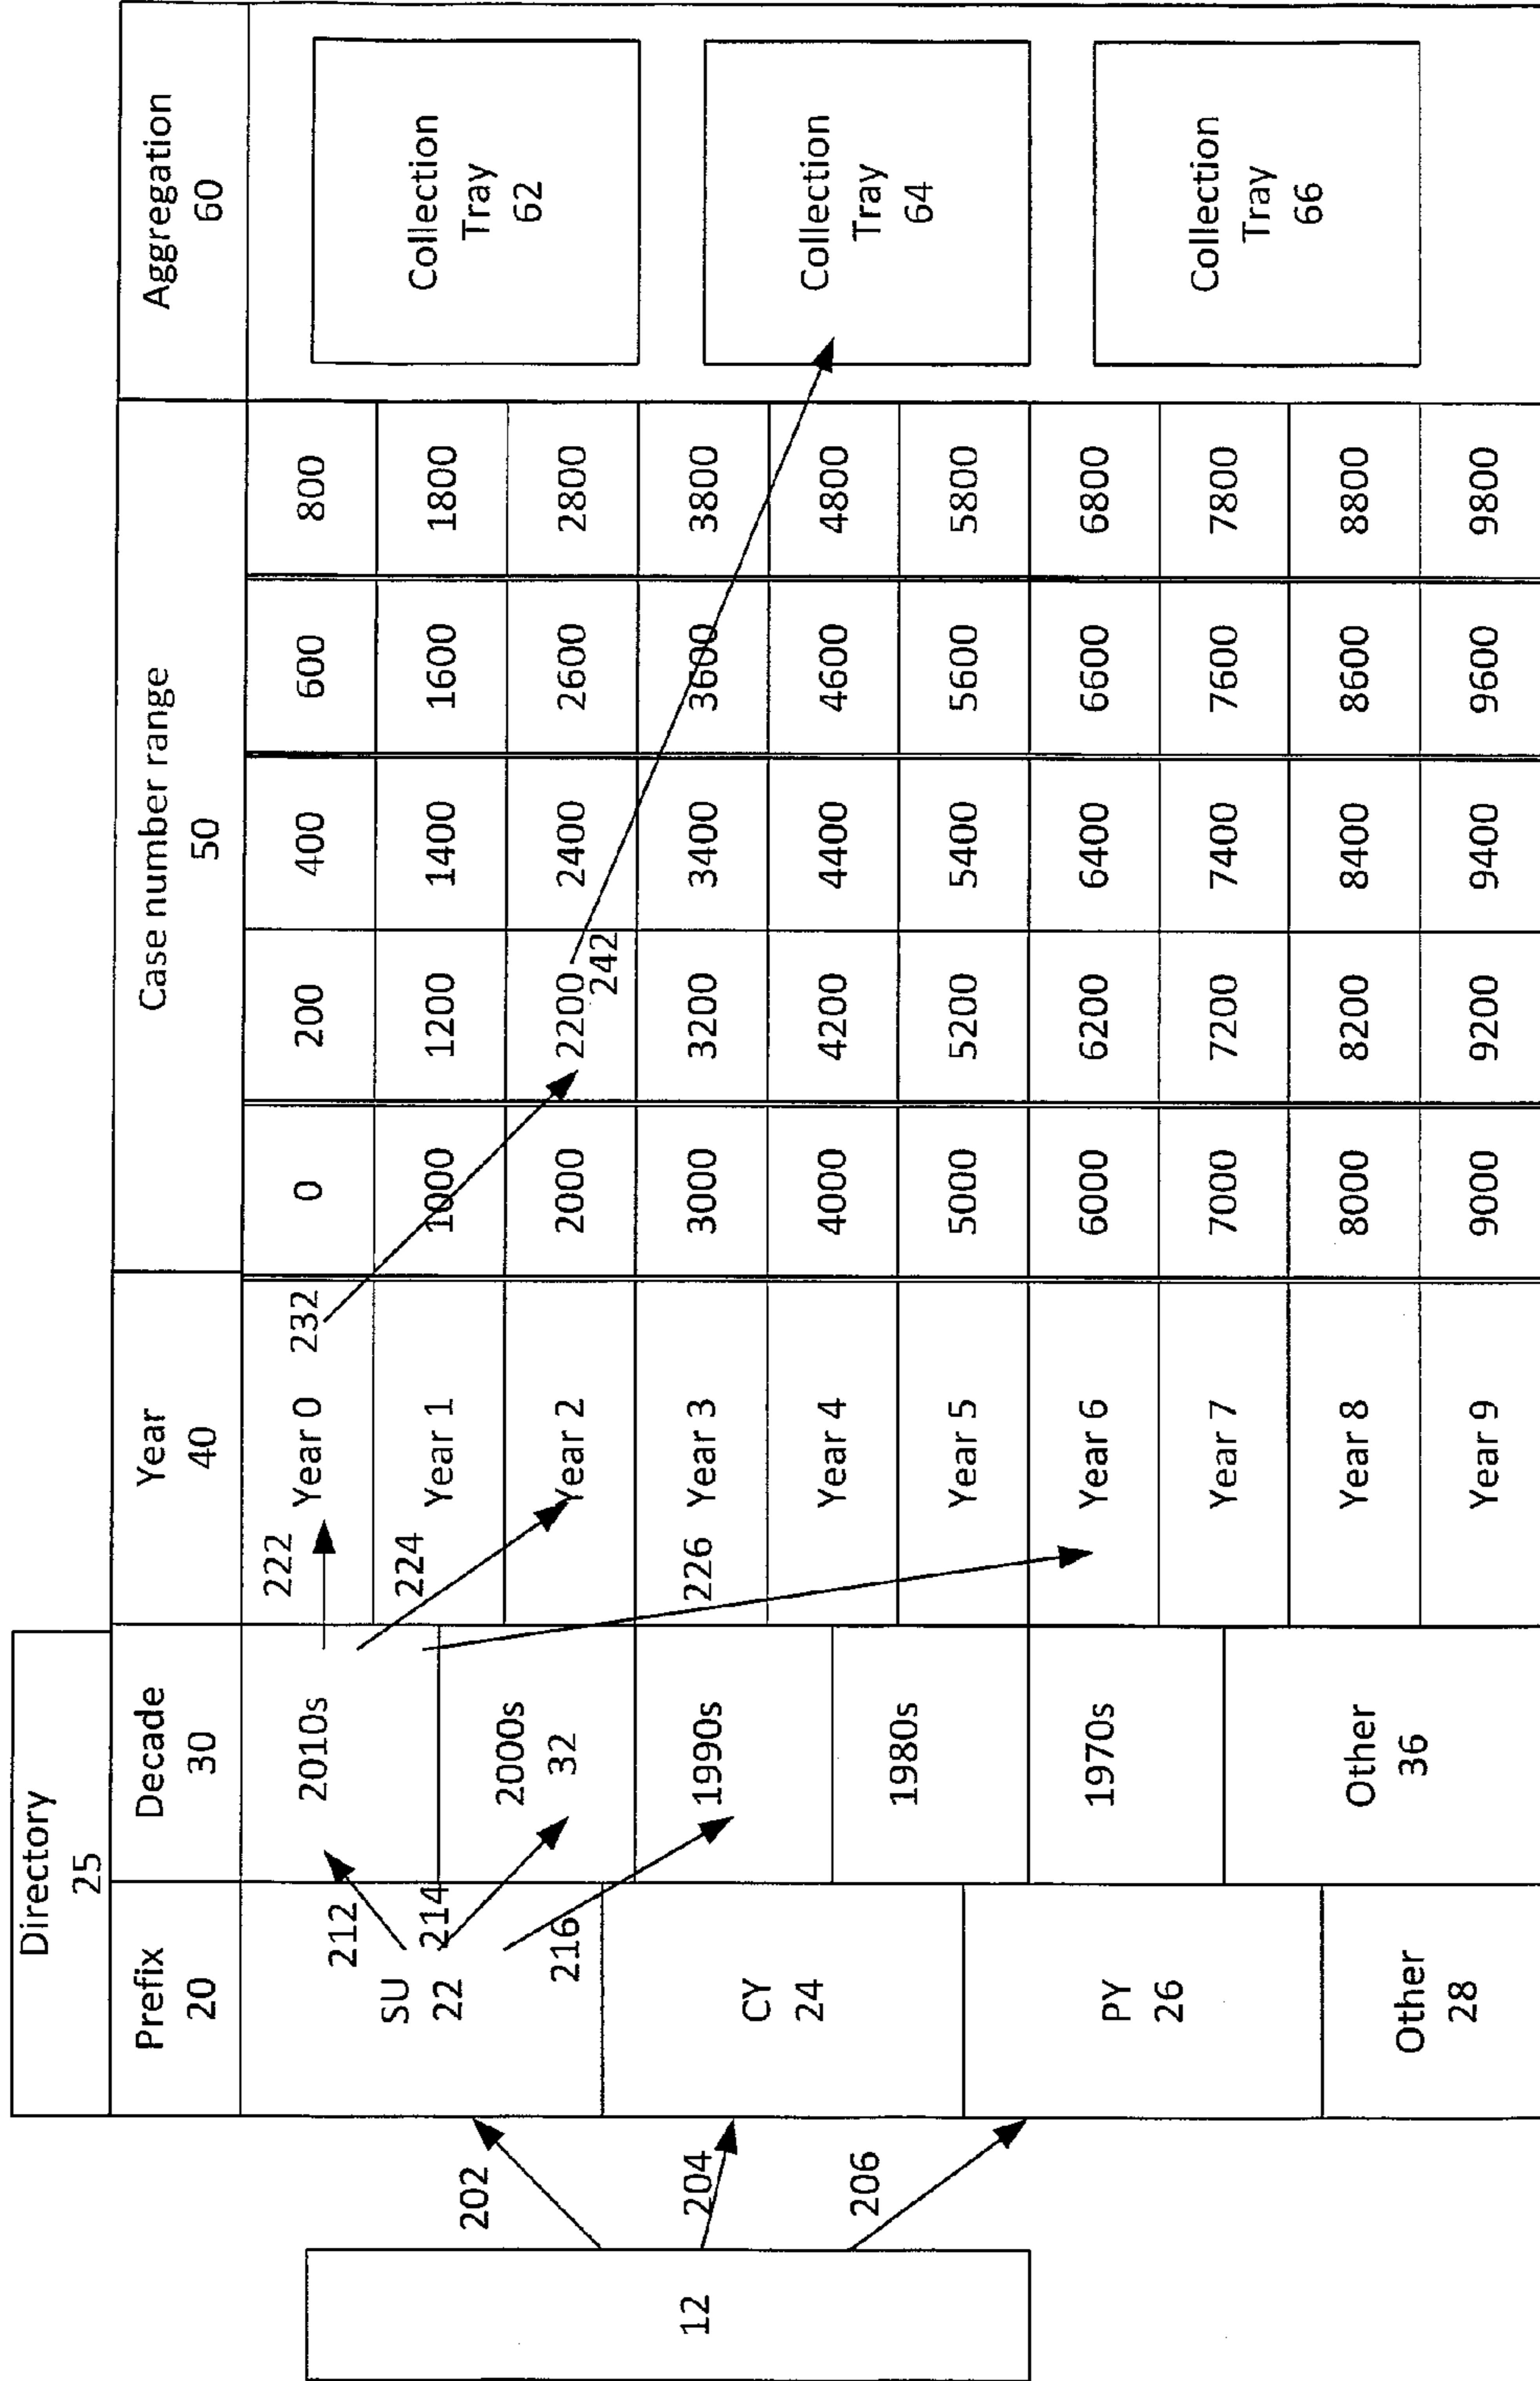 Directory
25
Prefix
20
Decade
30
Year
40
Case number range
50
Aggregation
60
12
202
204
206
SU
22
CY
24
PY
26
Other
28
212
214
216
2010s
2000s
32
1990s
1980s
1970s
Other
36
222
224
226
Year 0 232
Year 1
Year 2
Year 3
Year 4
Year 5
Year 6
Year 7
Year 8
Year 9
0 200 400 600 800
1000 1200 1400 1600 1800
2000 2200 2400 2600 2800
242
3000 3200 3400 3600 3800
4000 4200 4400 4600 4800
5000 5200 5400 5600 5800
6000 6200 6400 6600 6800
7000 7200 7400 7600 7800
8000 8200 8400 8600 8800
9000 9200 9400 9600 9800
Collection
Tray
62
Collection
Tray
64
Collection
Tray
66